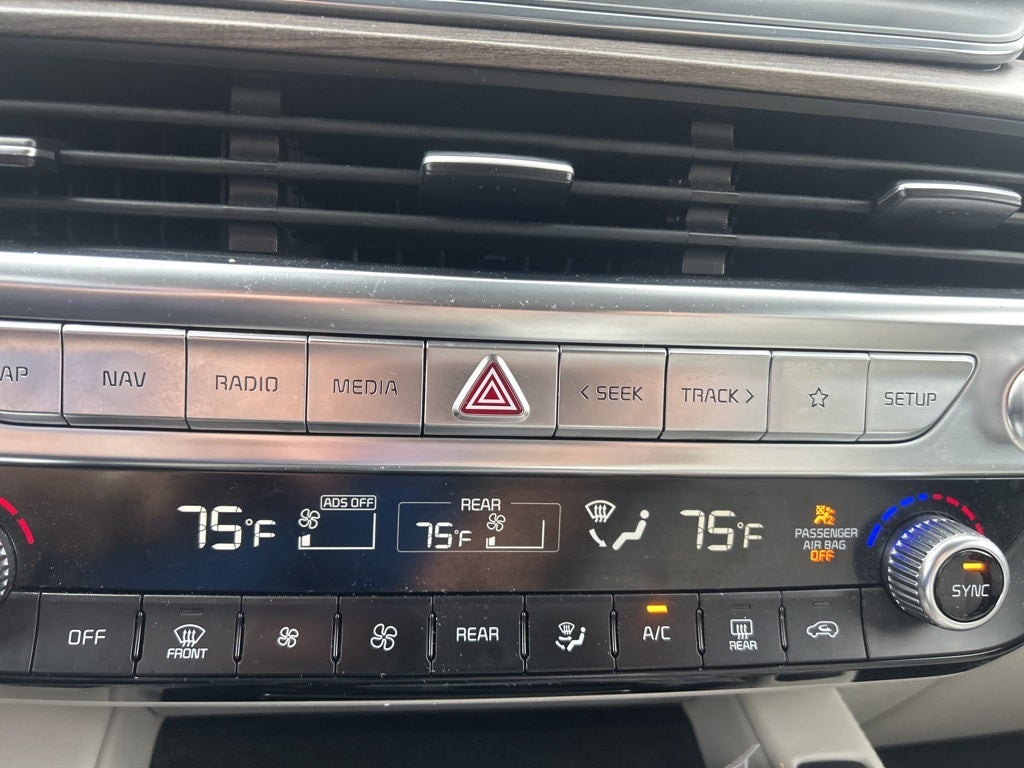 AP NAV RADIO MEDIA < SEEK TRACK > SETUP
ADS OFF
REAR
75°F 75°F 75°F
PASSENGER
AIR BAG
OFF
SYNC
OFF FRONT REAR A/C REAR